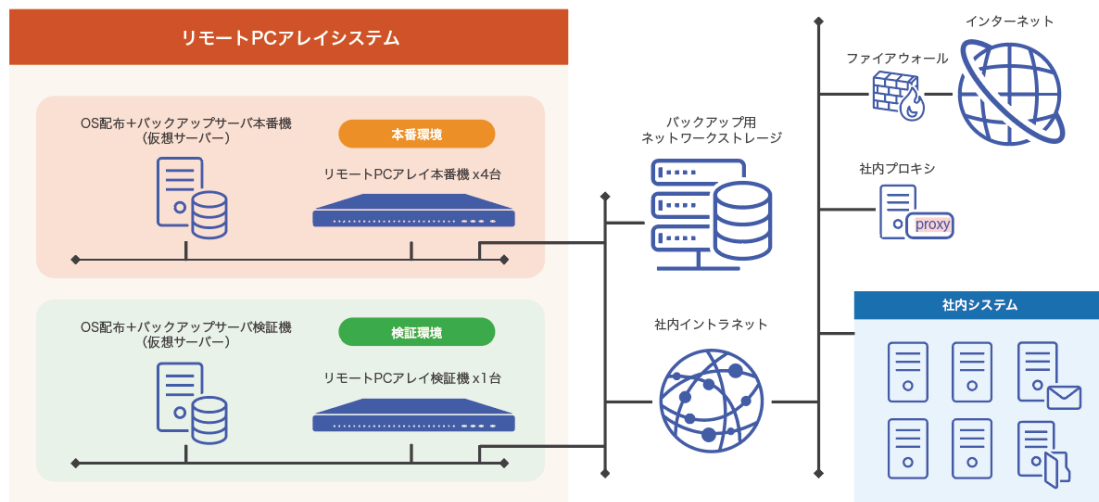 リモートPCアレイシステム
OS配布+バックアップサーバ本番機
(仮想サーバー)
本番環境
リモートPCアレイ本番機 x4台
OS配布+バックアップサーバ検証機
(仮想サーバー)
検証環境
リモートPCアレイ検証機 x1台
バックアップ用
ネットワークストレージ
社内イントラネット
インターネット
ファイアウォール
社内プロキシ
proxy
社内システム